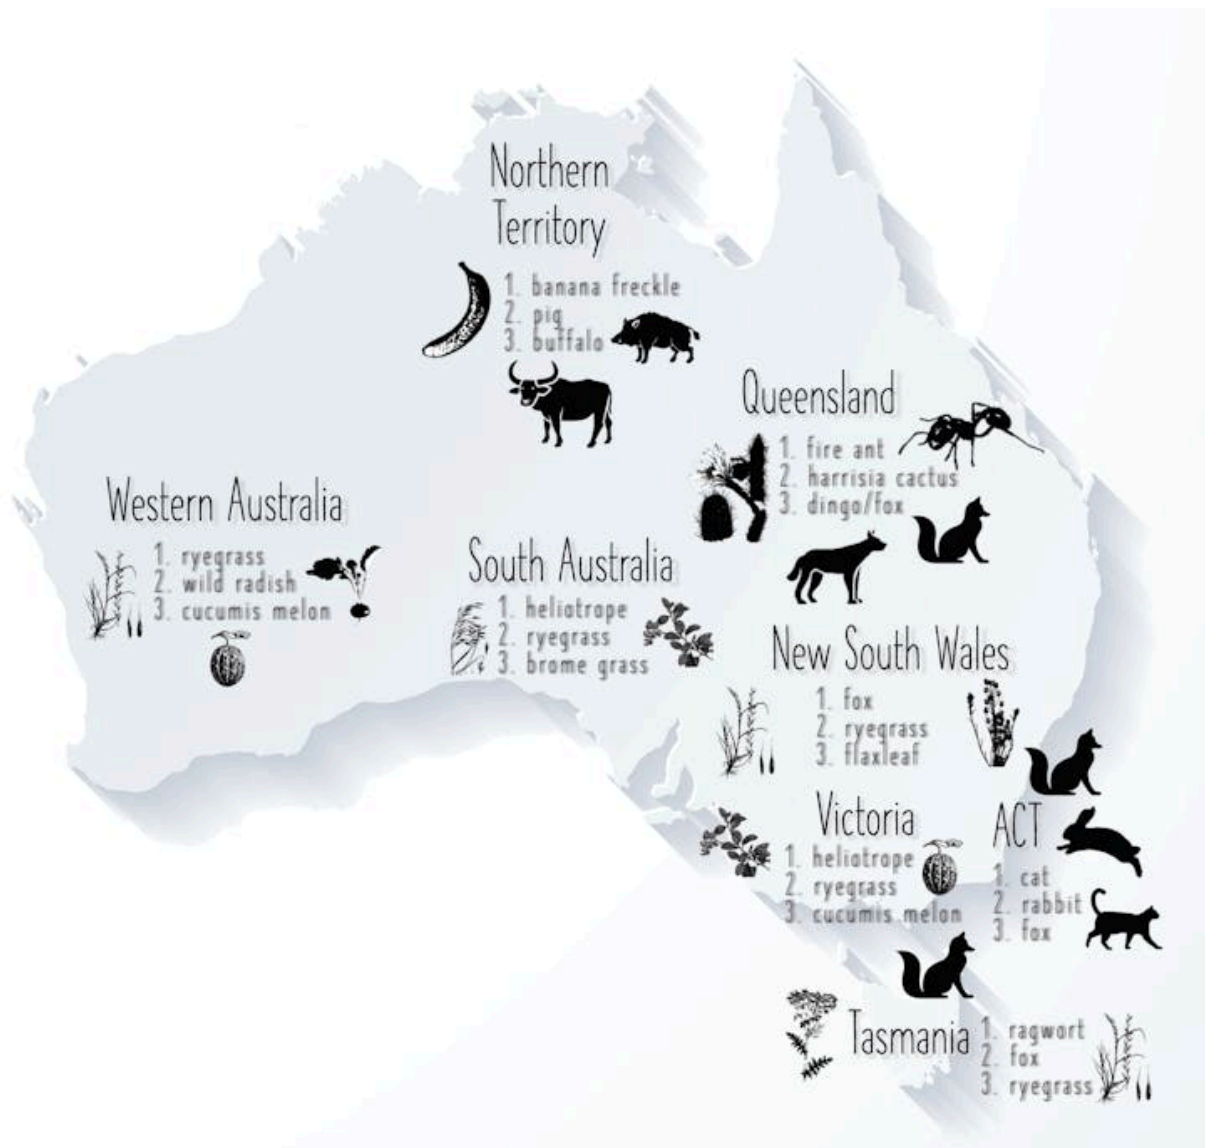 Northern
Territory
1. banana freckle
2. pig
3. buffalo
Queensland
1. fire ant
2. harrisia cactus
3. dingo/fox
Western Australia
1. ryegrass
2. wild radish
3. cucumis melon
South Australia
1. heliotrope
2. ryegrass
3. brome grass
New South Wales
1. fox
2. ryegrass
3. flaxleaf
Victoria
1. heliotrope
2. ryegrass
3. cucumis melon
ACT
1. cat
2. rabbit
3. fox
Tasmania
1. ragwort
2. fox
3. ryegrass